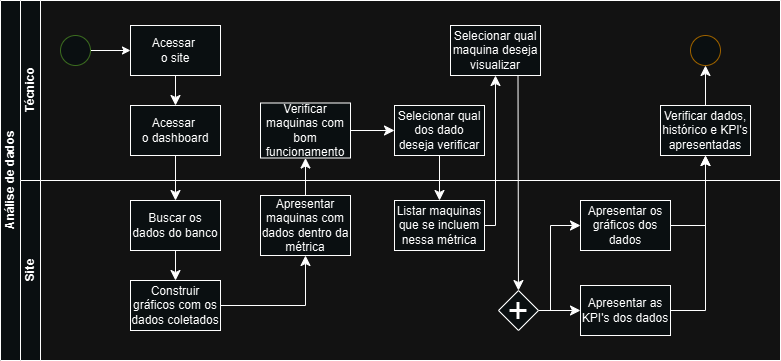 Análise de dados
Técnico
Site
Acessar
o site
Acessar
o dashboard
Buscar os
dados do banco
Construir
gráficos com os
dados coletados
Apresentar
maquinas com
dados dentro da
métrica
Verificar
maquinas com
bom
funcionamento
Selecionar qual
dos dado
deseja verificar
Listar maquinas
que se incluem
nessa métrica
Selecionar qual
maquina deseja
visualizar
Apresentar os
gráficos dos
dados
Apresentar as
KPI's dos dados
Verificar dados,
histórico e KPI's
apresentadas